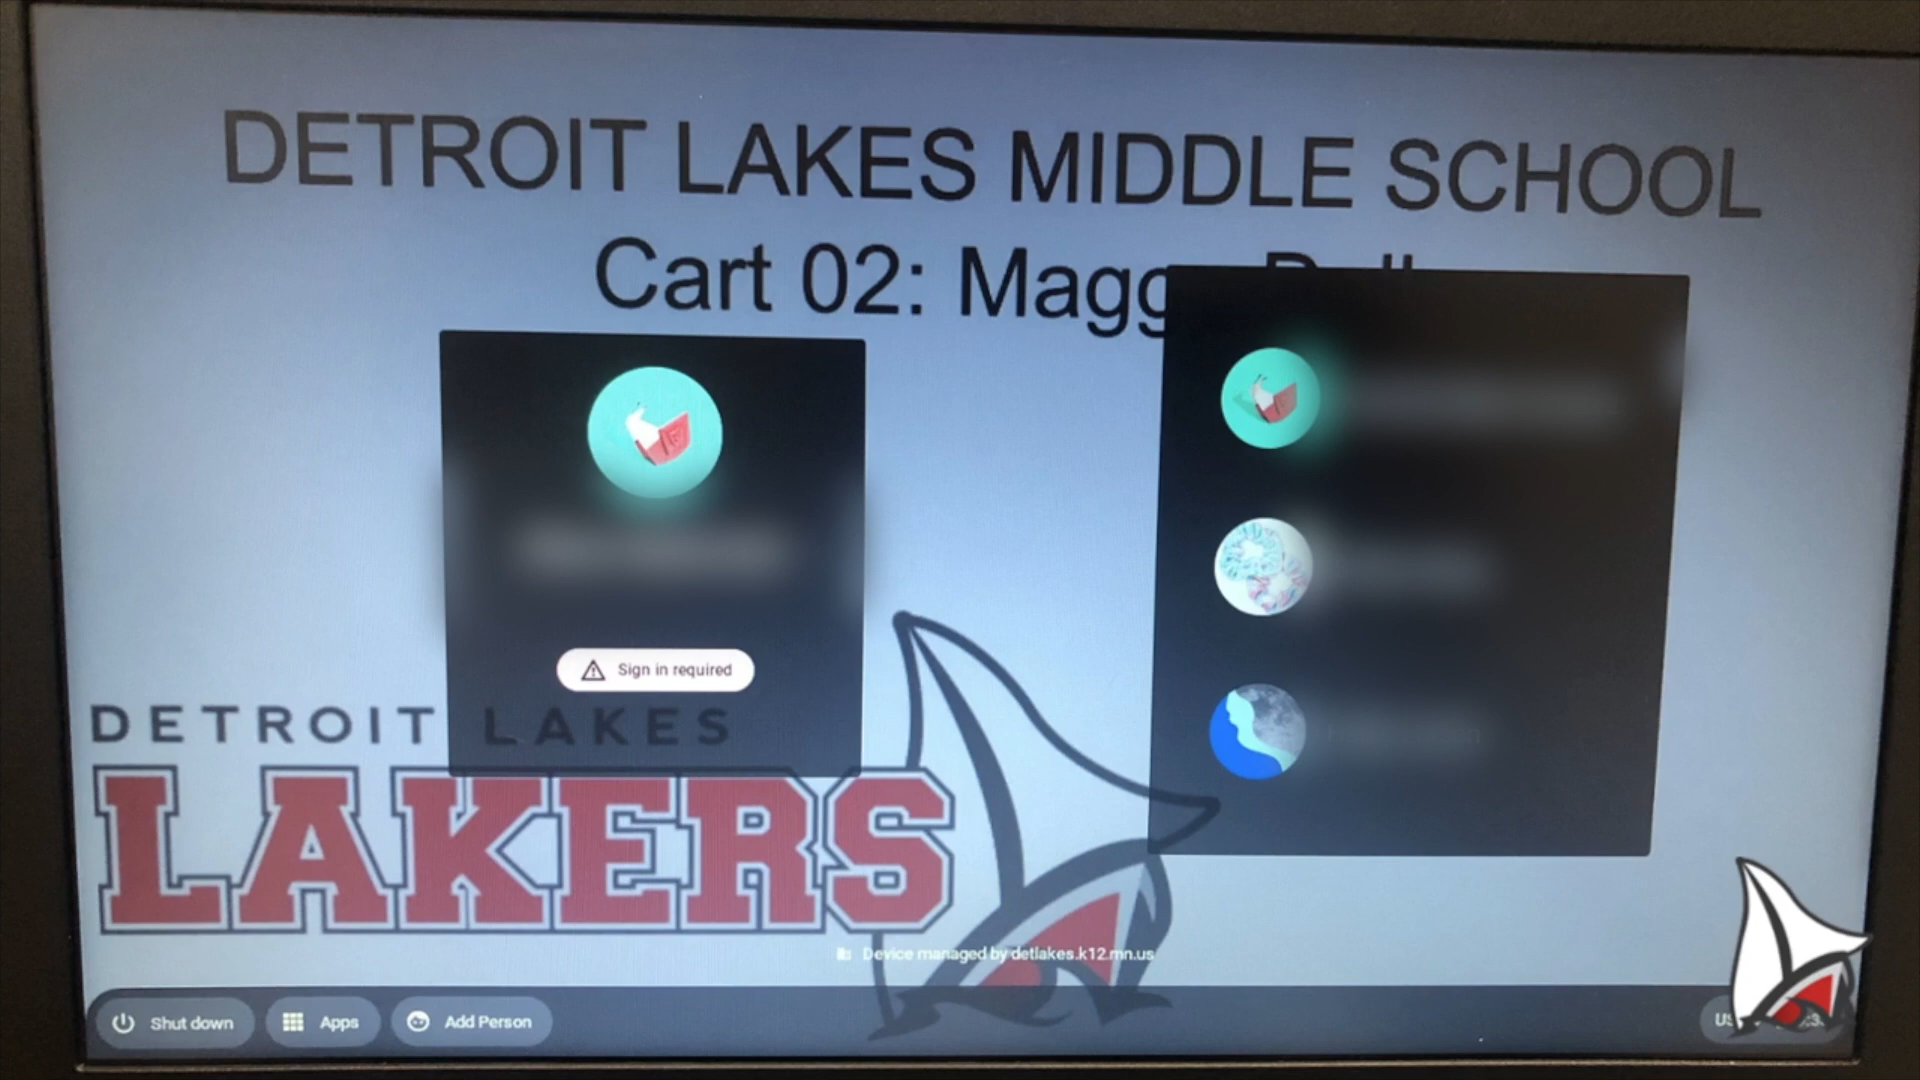 DETROIT LAKES MIDDLE SCHOOL
Cart 02:
Sign in required
DETROIT LAKES
LAKERS
Device managed by detlakes.k12.mn.us
Shut down
Apps
Add Person
US